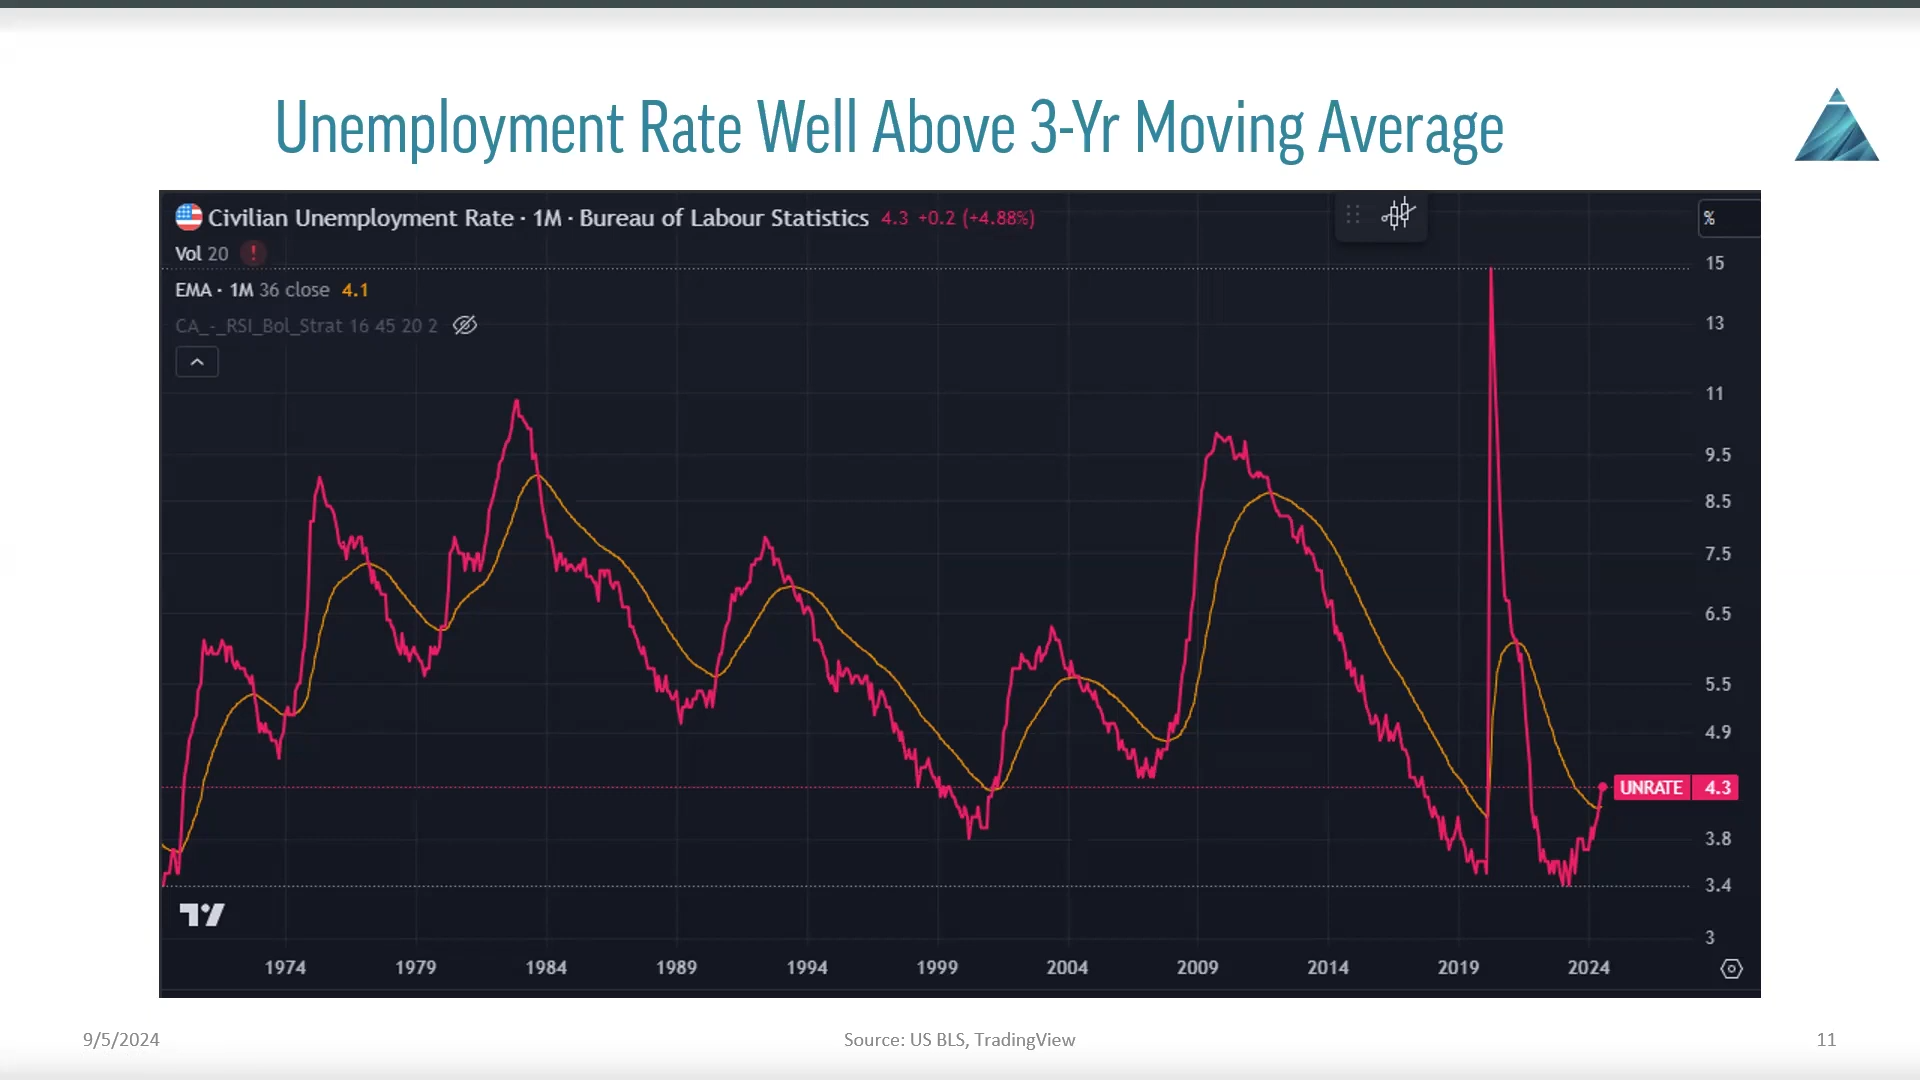 Unemployment Rate Well Above 3-Yr Moving Average
Civilian Unemployment Rate · 1M · Bureau of Labour Statistics 4.3 +0.2 (+4.88%)
%
Vol 20 !
EMA · 1M 36 close 4.1
CA_-_RSI_Bol_Strat 16 45 20 2
15
13
11
9.5
8.5
7.5
6.5
5.5
4.9
UNRATE 4.3
3.8
3.4
3
1974 1979 1984 1989 1994 1999 2004 2009 2014 2019 2024
9/5/2024 Source: US BLS, TradingView 11